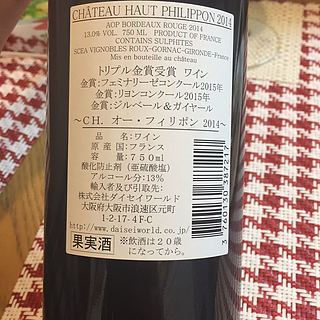 CHÂTEAU HAUT PHILIPPON 2014
AOP BORDEAUX ROUGE 2014
13.0% VOL. 750 ML PRODUCT OF FRANCE
CONTAINS SULPHITES
SCEA VIGNOBLES ROUX-GORNAC-GIRONDE-France
Mis en bouteille au château
トリプル金賞受賞 ワイン
金賞:フェミナリーゼコンクール2015年
金賞:リヨンコンクール2015年
金賞:ジルベール&ガイヤール
～CH. オー・フィリポン 2014～
品 名:ワイン
原 産 国:フランス
容 量:750ml
酸化防止剤(亜硫酸塩)
アルコール分:13%
輸入者及び引取先:
株式会社ダイセイワールド
大阪府大阪市浪速区元町
1-2-17-4F-C
http://www.daiseiworld.co.jp/
果実酒
※飲酒は20歳
になってから。
3 760130 387217